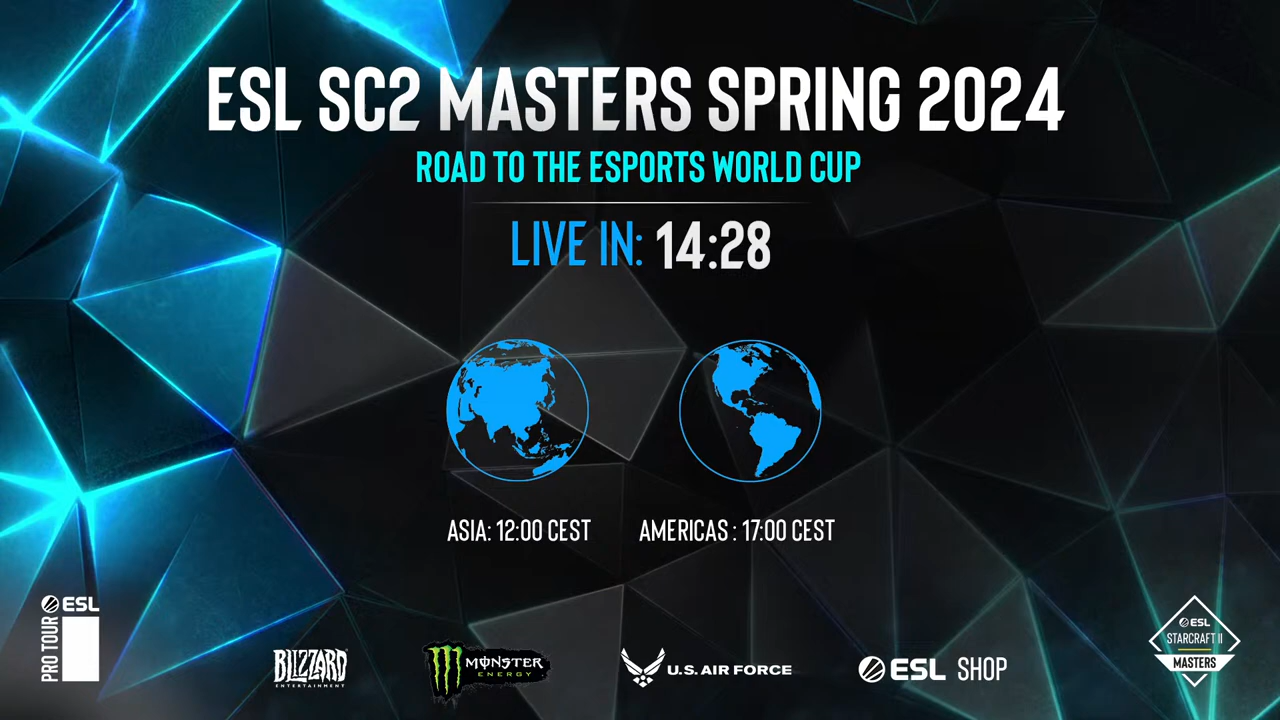 ESL SC2 MASTERS SPRING 2024
ROAD TO THE ESPORTS WORLD CUP
LIVE IN: 14:28
ASIA: 12:00 CEST
AMERICAS : 17:00 CEST
ESL
PRO TOUR
BLIZZARD
ENTERTAINMENT
MONSTER
ENERGY
U.S. AIR FORCE
ESL SHOP
ESL
STARCRAFT II
MASTERS